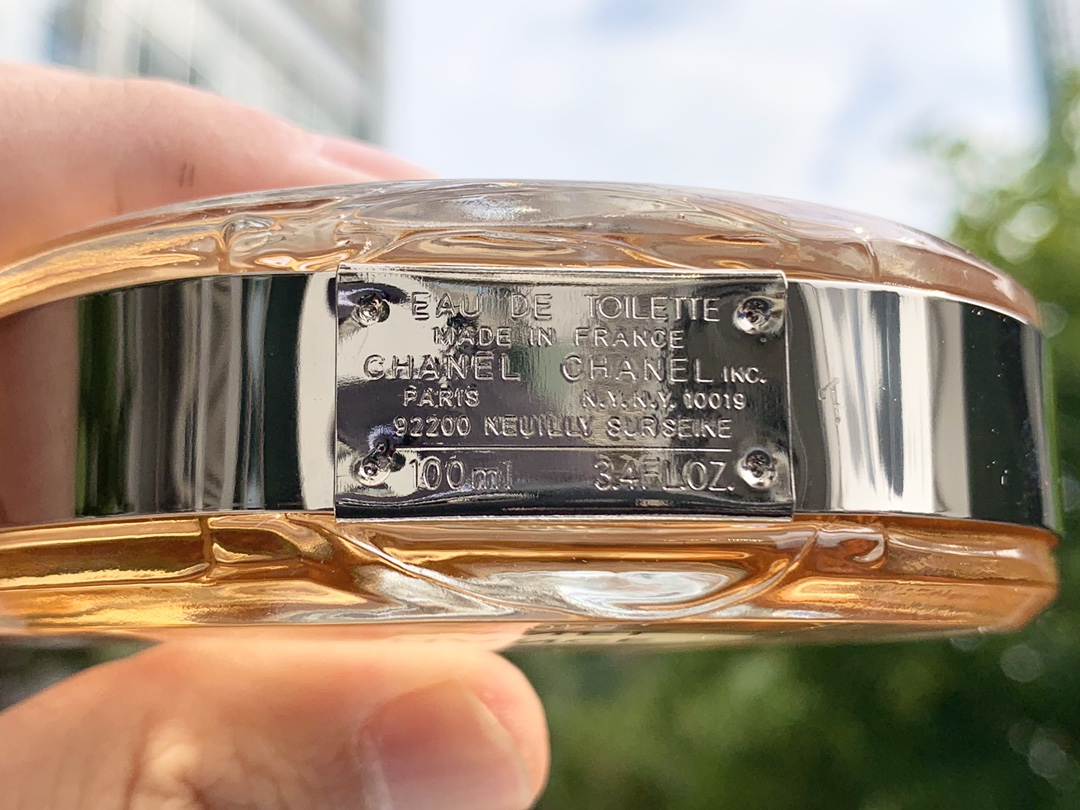 EAU DE TOILETTE
MADE IN FRANCE
CHANEL CHANEL INC.
PARIS N.Y. N.Y. 10019
92200 NEUILLY SUR SEINE
100ml 3.4FL.OZ.